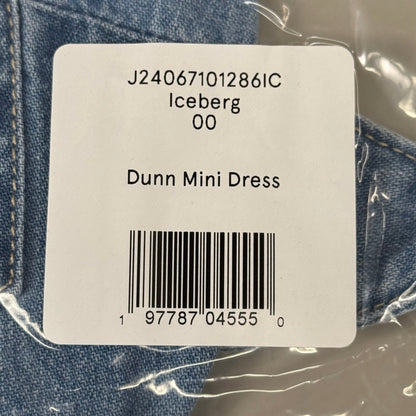 J24067101286IC
Iceberg
00
Dunn Mini Dress
1 97787 04555 0